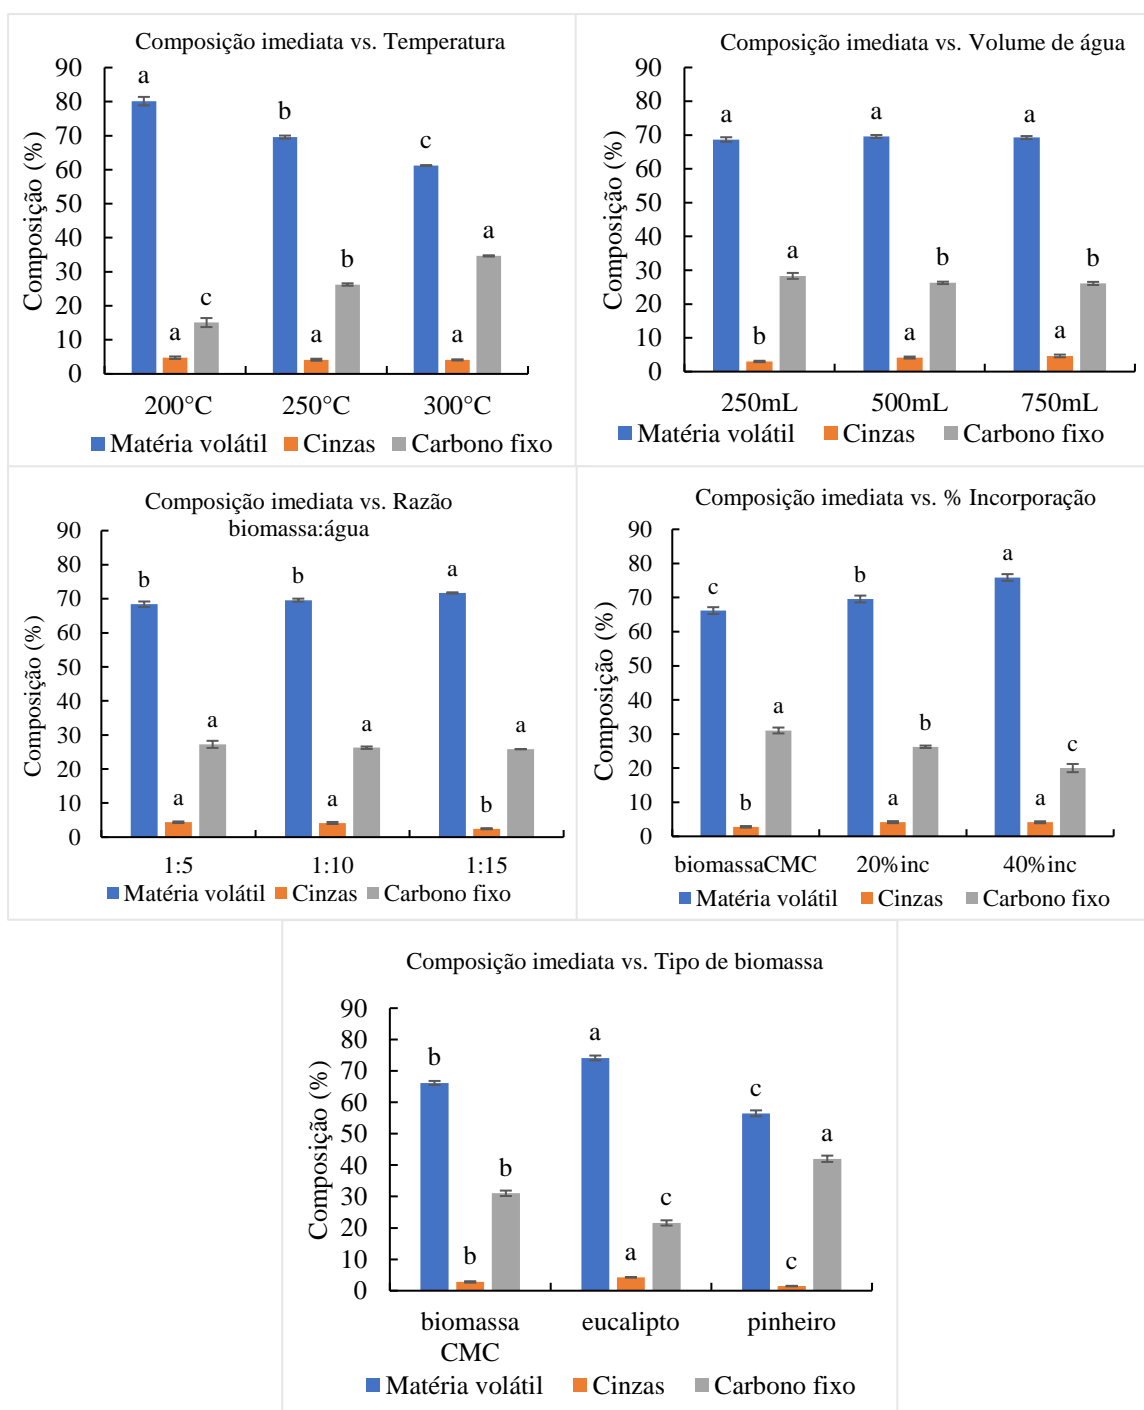 Composição imediata vs. Temperatura
Composição (%)
90
80
70
60
50
40
30
20
10
0
a
b
c
a
b
c
a
a
a
200°C 250°C 300°C
Matéria volátil Cinzas Carbono fixo
Composição imediata vs. Volume de água
Composição (%)
90
80
70
60
50
40
30
20
10
0
a a a
a b b
b a a
250mL 500mL 750mL
Matéria volátil Cinzas Carbono fixo
Composição imediata vs. Razão
biomassa:água
Composição (%)
90
80
70
60
50
40
30
20
10
0
b b a
a a a
a a b
1:5 1:10 1:15
Matéria volátil Cinzas Carbono fixo
Composição imediata vs. % Incorporação
Composição (%)
90
80
70
60
50
40
30
20
10
0
c b a
a b c
b a a
biomassaCMC 20%inc 40%inc
Matéria volátil Cinzas Carbono fixo
Composição imediata vs. Tipo de biomassa
Composição (%)
90
80
70
60
50
40
30
20
10
0
b a c
b c a
b a c
biomassa eucalipto pinheiro
CMC
Matéria volátil Cinzas Carbono fixo